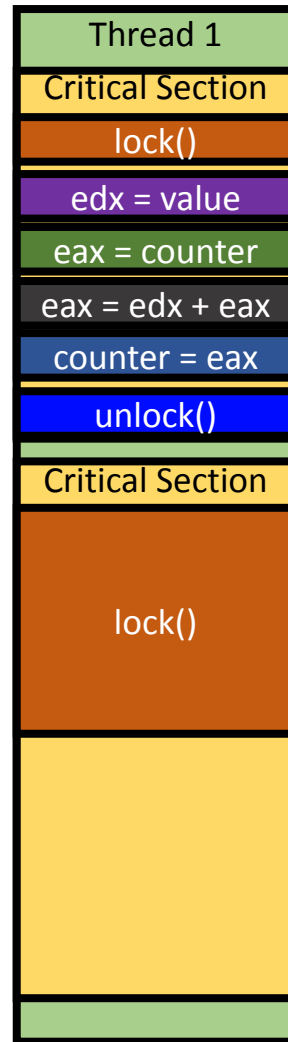 Thread 1
Critical Section
lock()
edx = value
eax = counter
eax = edx + eax
counter = eax
unlock()
Critical Section
lock()